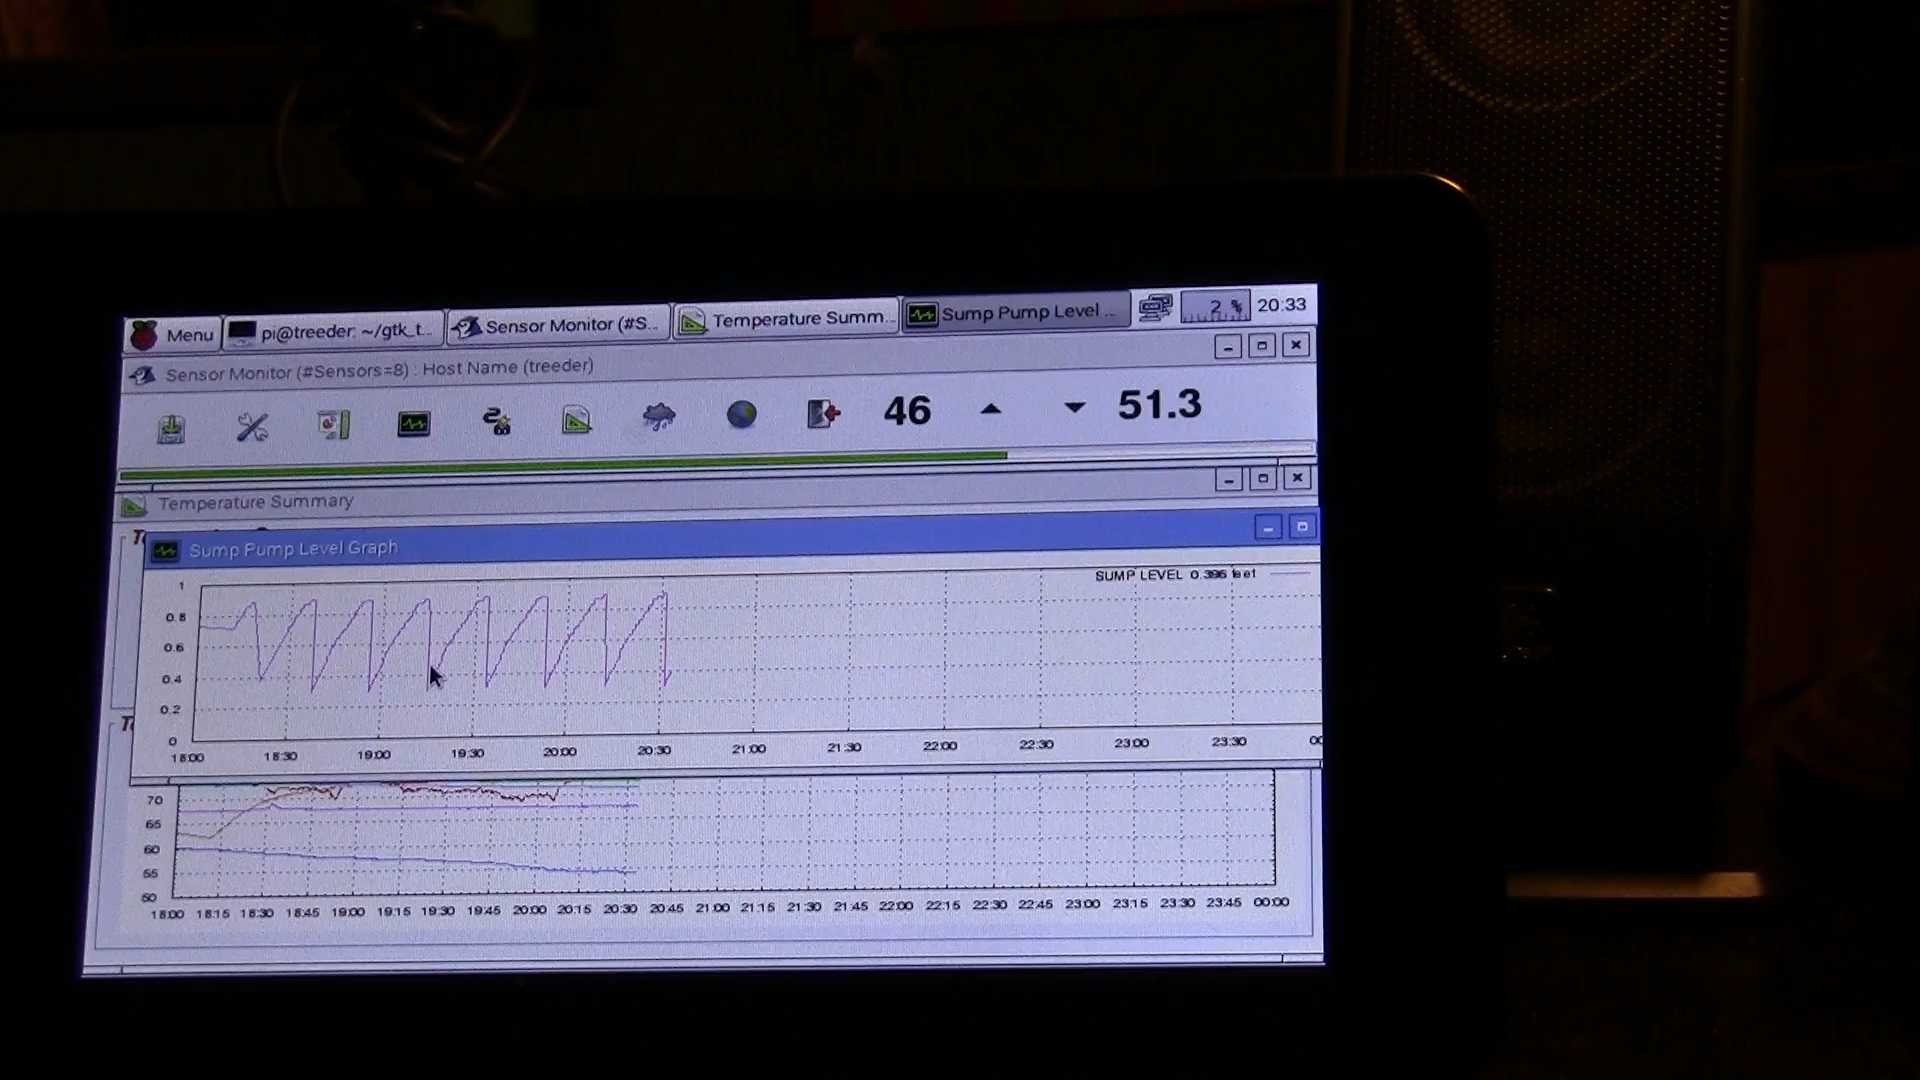 Menu pi@treeder: ~/gtk_t... Sensor Monitor (#S... Temperature Summ... Sump Pump Level ... 2 % 20:33
Sensor Monitor (#Sensors=8) : Host Name (treeder)
46 51.3
Temperature Summary
Sump Pump Level Graph
SUMP LEVEL 0.396 feet
1
0.8
0.6
0.4
0.2
0
18:00 18:30 19:00 19:30 20:00 20:30 21:00 21:30 22:00 22:30 23:00 23:30
70
65
60
55
50
18:00 18:15 18:30 18:45 19:00 19:15 19:30 19:45 20:00 20:15 20:30 20:45 21:00 21:15 21:30 21:45 22:00 22:15 22:30 22:45 23:00 23:15 23:30 23:45 00:00